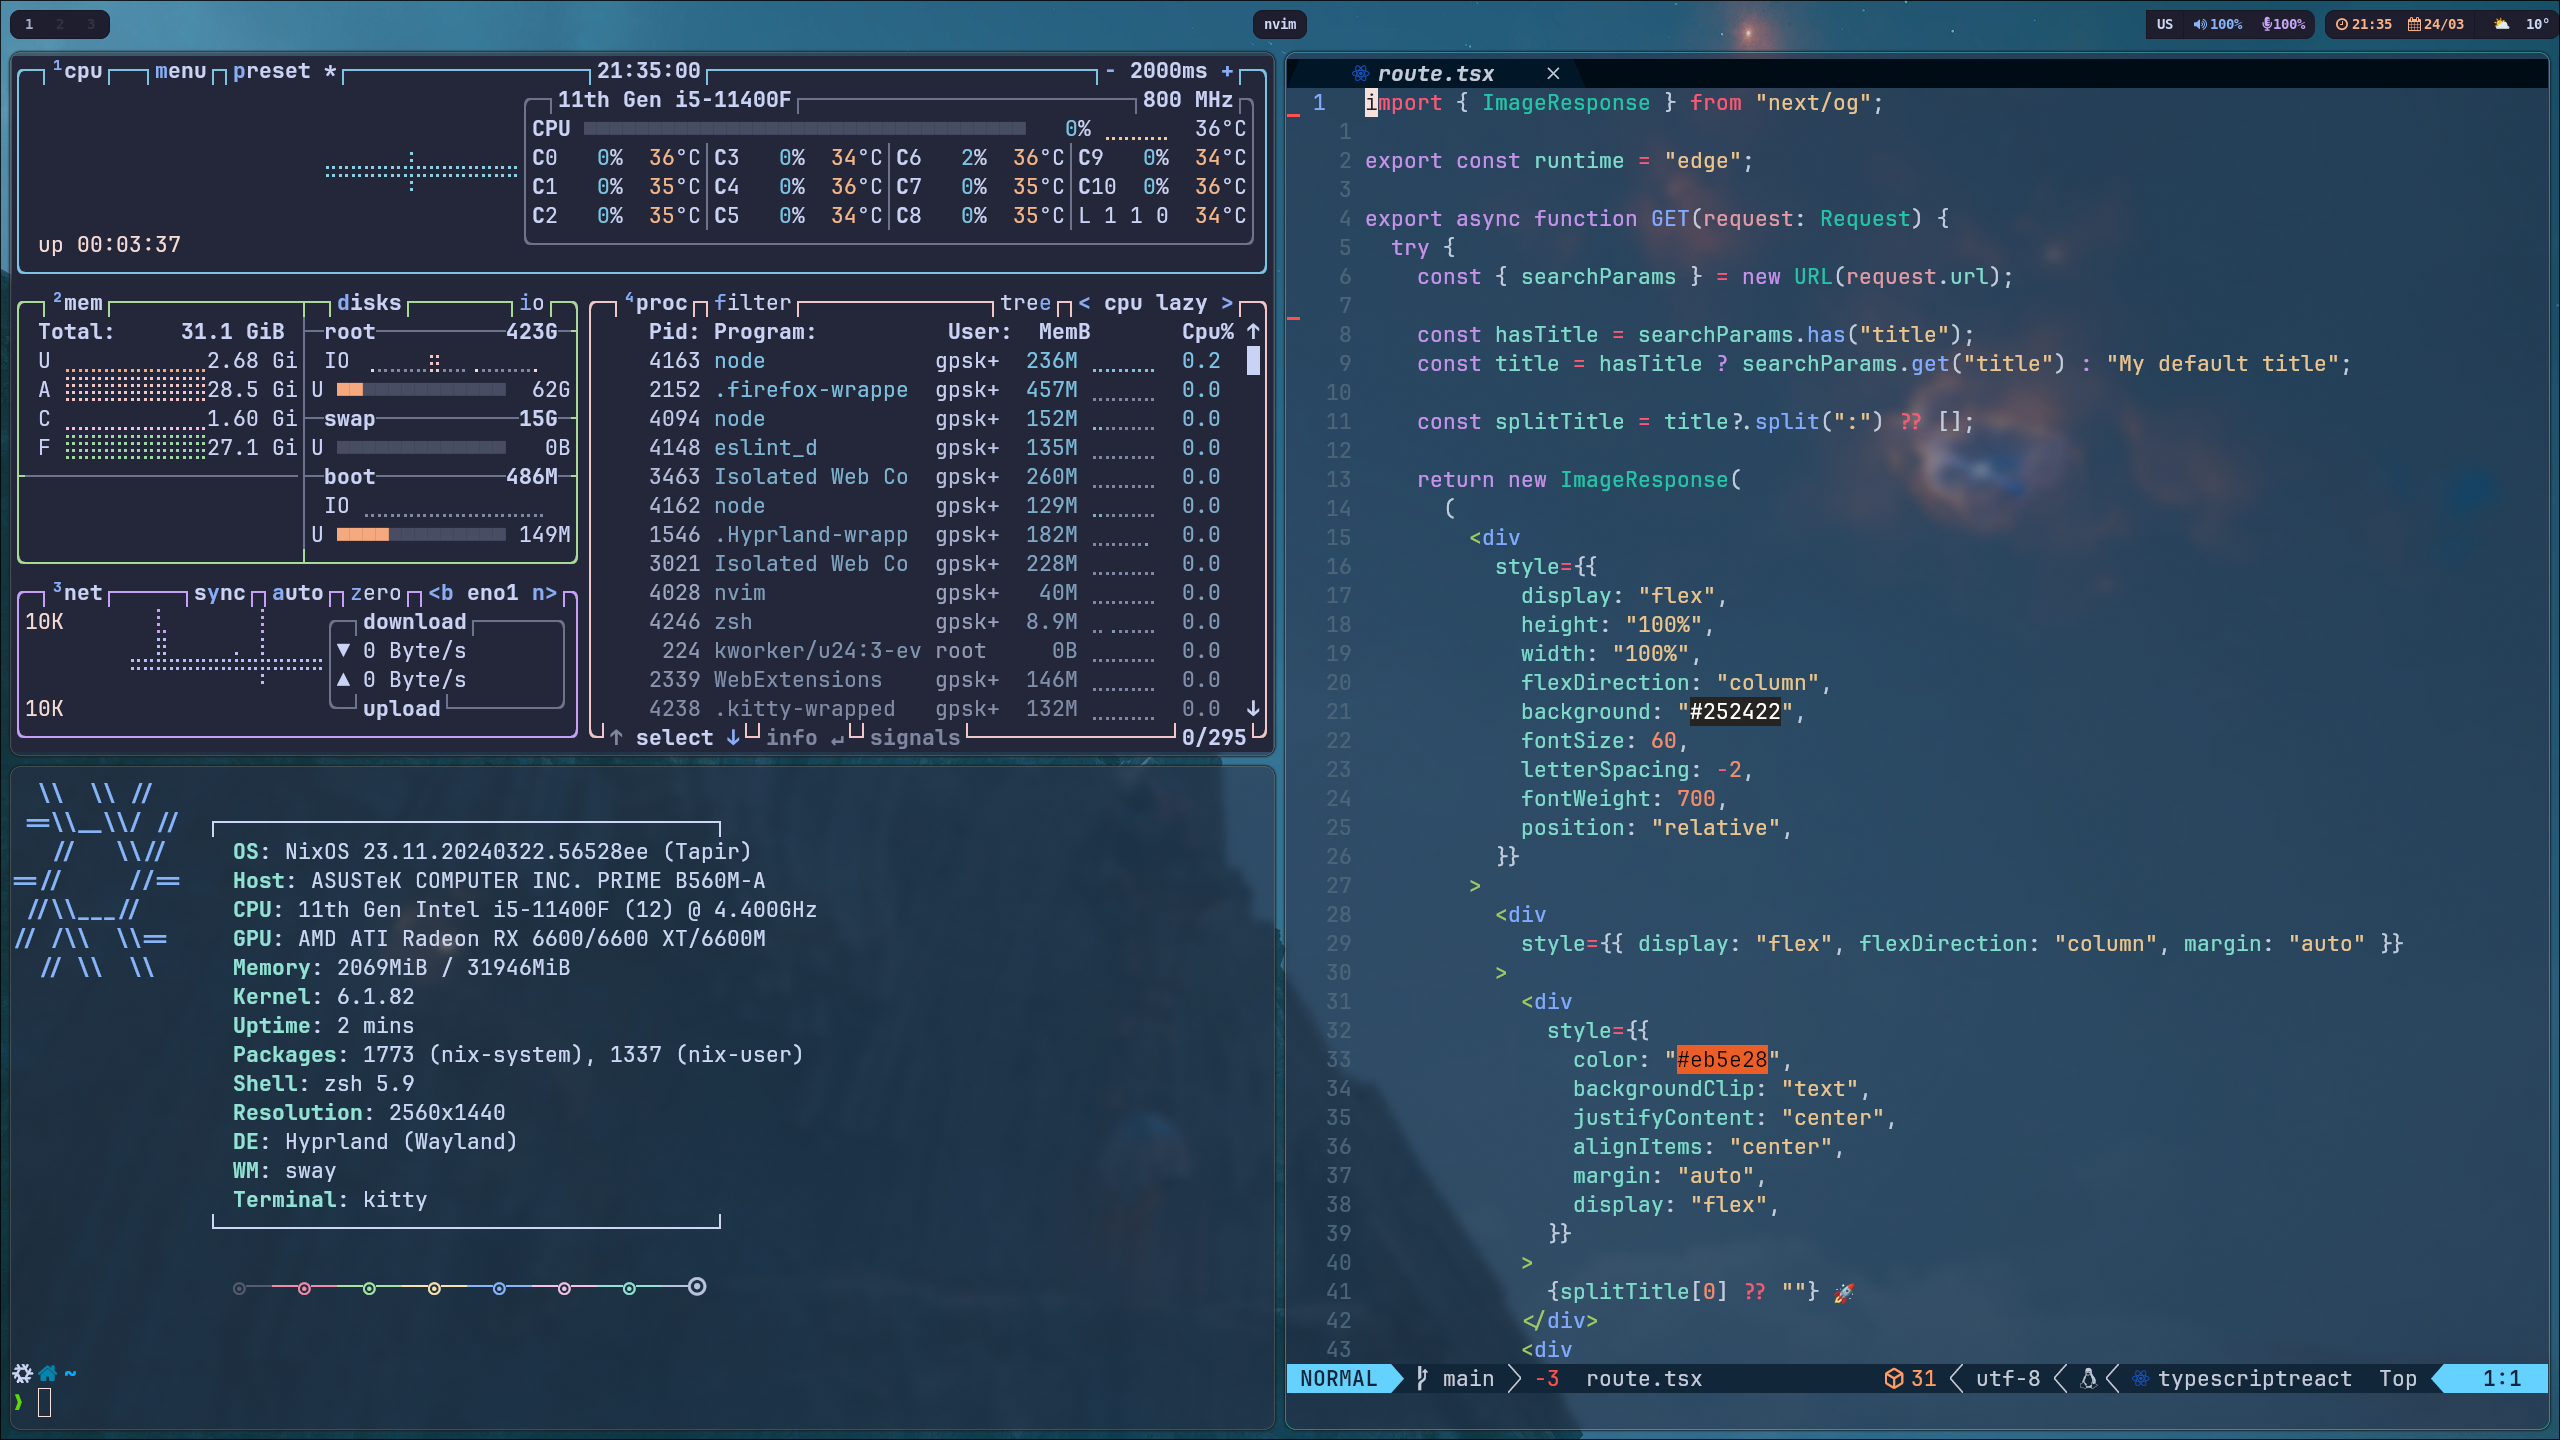 1 2 3
nvim
US 100% 100% 21:35 24/03 10°
1cpu menu preset * 21:35:00 - 2000ms +
11th Gen i5-11400F 800 MHz
CPU 0% 36°C
C0 0% 36°C C3 0% 34°C C6 2% 36°C C9 0% 34°C
C1 0% 35°C C4 0% 36°C C7 0% 35°C C10 0% 36°C
C2 0% 35°C C5 0% 34°C C8 0% 35°C L 1 1 0 34°C
up 00:03:37
2mem disks io
Total: 31.1 GiB root 423G
U 2.68 Gi IO
A 28.5 Gi U 62G
C 1.60 Gi swap 15G
F 27.1 Gi U 0B
boot 486M
IO
U 149M
3net sync auto zero <b eno1 n>
10K download
▼ 0 Byte/s
▲ 0 Byte/s
10K upload
4proc filter tree < cpu lazy >
Pid: Program: User: MemB Cpu% ↑
4163 node gpsk+ 236M 0.2
2152 .firefox-wrappe gpsk+ 457M 0.0
4094 node gpsk+ 152M 0.0
4148 eslint_d gpsk+ 135M 0.0
3463 Isolated Web Co gpsk+ 260M 0.0
4162 node gpsk+ 129M 0.0
1546 .Hyprland-wrapp gpsk+ 182M 0.0
3021 Isolated Web Co gpsk+ 228M 0.0
4028 nvim gpsk+ 40M 0.0
4246 zsh gpsk+ 8.9M 0.0
224 kworker/u24:3-ev root 0B 0.0
2339 WebExtensions gpsk+ 146M 0.0
4238 .kitty-wrapped gpsk+ 132M 0.0 ↓
↑ select ↓ info ↵ signals 0/295
OS: NixOS 23.11.20240322.56528ee (Tapir)
Host: ASUSTeK COMPUTER INC. PRIME B560M-A
CPU: 11th Gen Intel i5-11400F (12) @ 4.400GHz
GPU: AMD ATI Radeon RX 6600/6600 XT/6600M
Memory: 2069MiB / 31946MiB
Kernel: 6.1.82
Uptime: 2 mins
Packages: 1773 (nix-system), 1337 (nix-user)
Shell: zsh 5.9
Resolution: 2560x1440
DE: Hyprland (Wayland)
WM: sway
Terminal: kitty
~
❯
route.tsx ×
1 import { ImageResponse } from "next/og";
1
2 export const runtime = "edge";
3
4 export async function GET(request: Request) {
5 try {
6 const { searchParams } = new URL(request.url);
7
8 const hasTitle = searchParams.has("title");
9 const title = hasTitle ? searchParams.get("title") : "My default title";
10
11 const splitTitle = title?.split(":") ?? [];
12
13 return new ImageResponse(
14 (
15 <div
16 style={{
17 display: "flex",
18 height: "100%",
19 width: "100%",
20 flexDirection: "column",
21 background: "#252422",
22 fontSize: 60,
23 letterSpacing: -2,
24 fontWeight: 700,
25 position: "relative",
26 }}
27 >
28 <div
29 style={{ display: "flex", flexDirection: "column", margin: "auto" }}
30 >
31 <div
32 style={{
33 color: "#eb5e28",
34 backgroundClip: "text",
35 justifyContent: "center",
36 alignItems: "center",
37 margin: "auto",
38 display: "flex",
39 }}
40 >
41 {splitTitle[0] ?? ""} 🚀
42 </div>
43 <div
NORMAL main -3 route.tsx 31 utf-8 typescriptreact Top 1:1